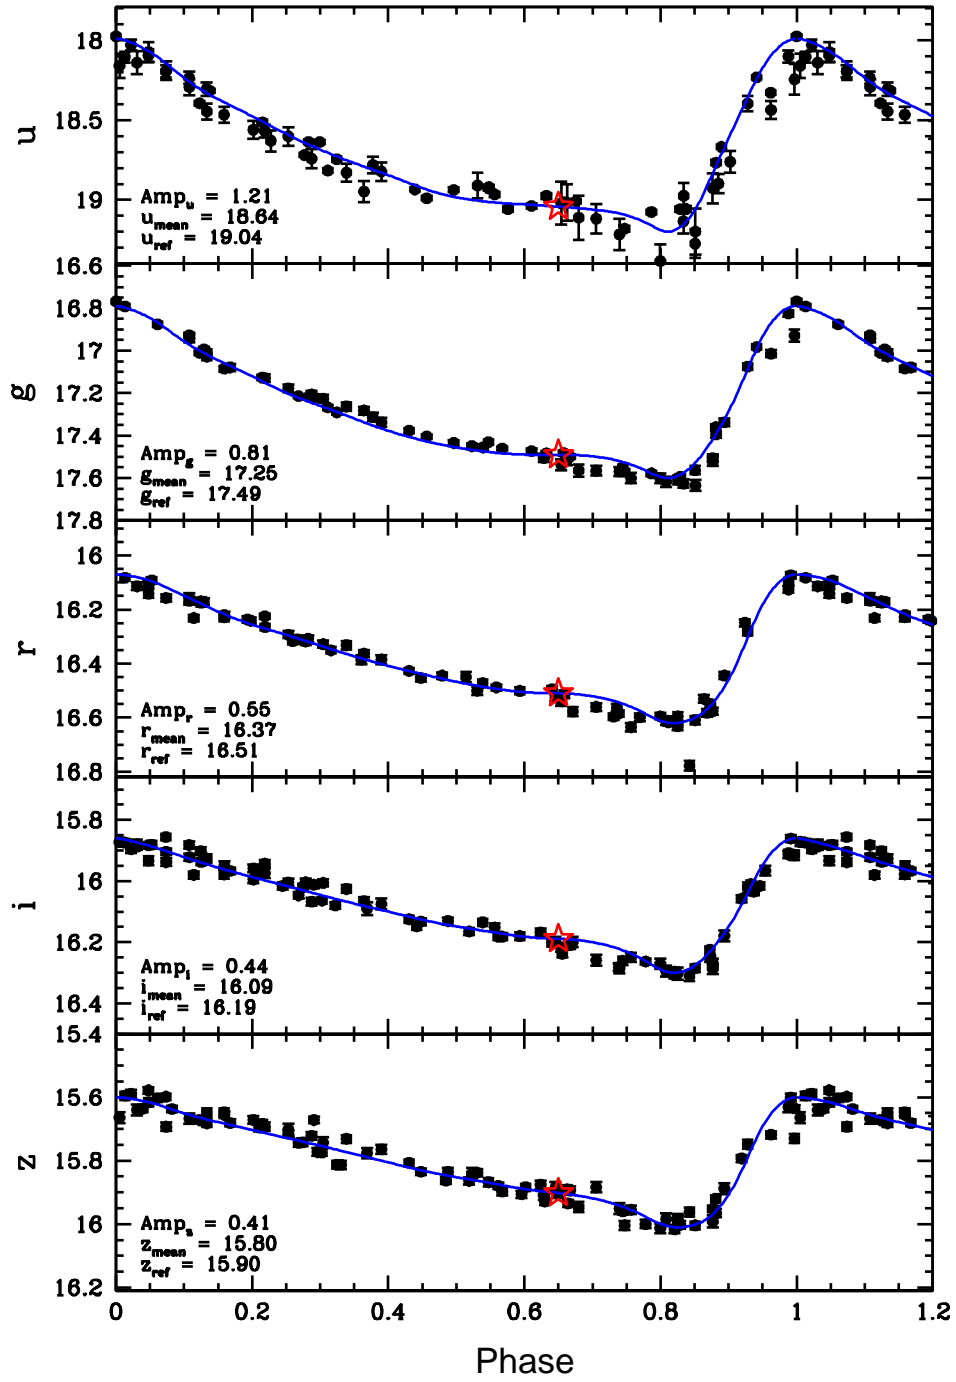 18
18.5
19
u
Amp_u = 1.21
u_mean = 18.64
u_ref = 19.04
16.6
16.8
17
17.2
17.4
17.6
17.8
g
Amp_g = 0.81
g_mean = 17.25
g_ref = 17.49
16
16.2
16.4
16.6
16.8
r
Amp_r = 0.55
r_mean = 16.37
r_ref = 16.51
15.8
16
16.2
16.4
i
Amp_i = 0.44
i_mean = 16.09
i_ref = 16.19
15.4
15.6
15.8
16
16.2
z
Amp_z = 0.41
z_mean = 15.80
z_ref = 15.90
0 0.2 0.4 0.6 0.8 1 1.2
Phase